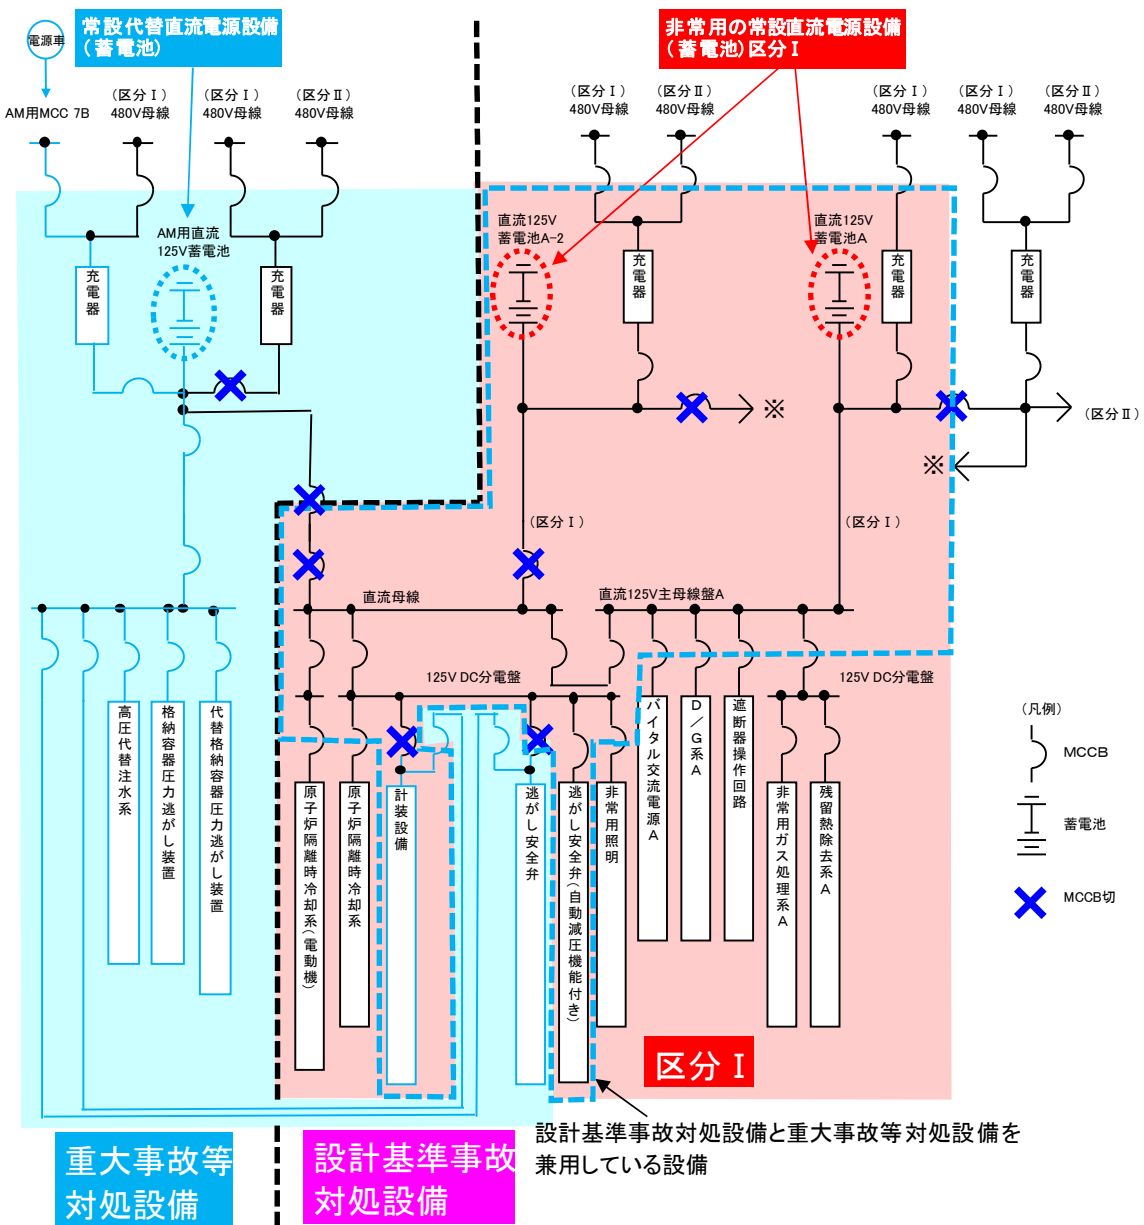 電源車
常設代替直流電源設備
(蓄電池)
非常用の常設直流電源設備
(蓄電池)区分Ⅰ
AM用MCC 7B
(区分Ⅰ)
480V母線
(区分Ⅰ)
480V母線
(区分Ⅱ)
480V母線
(区分Ⅰ)
480V母線
(区分Ⅱ)
480V母線
(区分Ⅰ)
480V母線
(区分Ⅰ)
480V母線
(区分Ⅱ)
480V母線
AM用直流
125V蓄電池
直流125V
蓄電池A-2
直流125V
蓄電池A
充電器
充電器
充電器
充電器
充電器
※
(区分Ⅱ)
※
(区分Ⅰ)
(区分Ⅰ)
直流母線
直流125V主母線盤A
125V DC分電盤
125V DC分電盤
高圧代替注水系
格納容器圧力逃がし装置
代替格納容器圧力逃がし装置
原子炉隔離時冷却系(電動機)
原子炉隔離時冷却系
計装設備
逃がし安全弁
逃がし安全弁(自動減圧機能付き)
非常用照明
バイタル交流電源A
D/G系A
遮断器操作回路
非常用ガス処理系A
残留熱除去系A
(凡例)
MCCB
蓄電池
MCCB切
区分Ⅰ
設計基準事故対処設備と重大事故等対処設備を
兼用している設備
重大事故等
対処設備
設計基準事故
対処設備